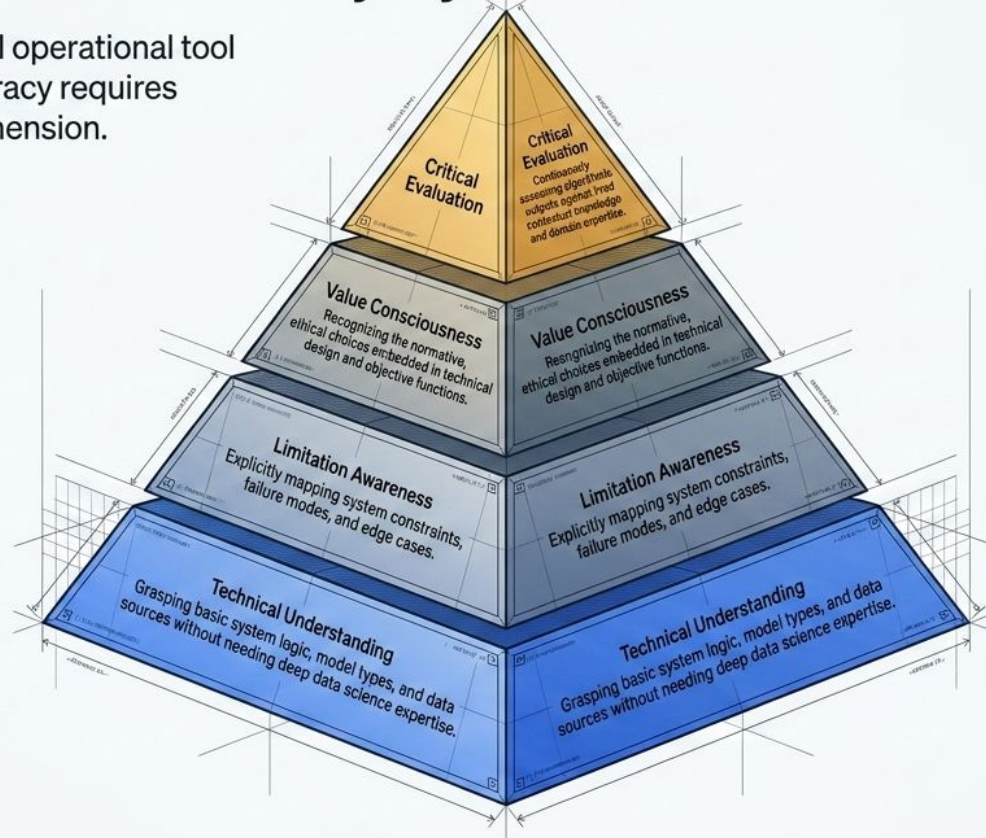 operational tool
requires
Critical
Evaluation
Critical
Evaluation
and domain
Value Consciousness
Recognizing the normative,
ethical choices embedded in technical
design and objective functions.
Value Consciousness
Resngnizing the normative,
ethical choices embedded in technical
design and objective functions.
Limitation Awareness
Explicitly mapping system constraints,
failure modes, and edge cases.
Limitation Awareness
Explicitly mapping system constraints,
failure modes, and edge cases.
Technical Understanding
Grasping basic system logic, model types, and data
sources without needing deep data science expertise.
Technical Understanding
Grasping basic system logic, model types, and deta
sources without needing deep data science expertise.